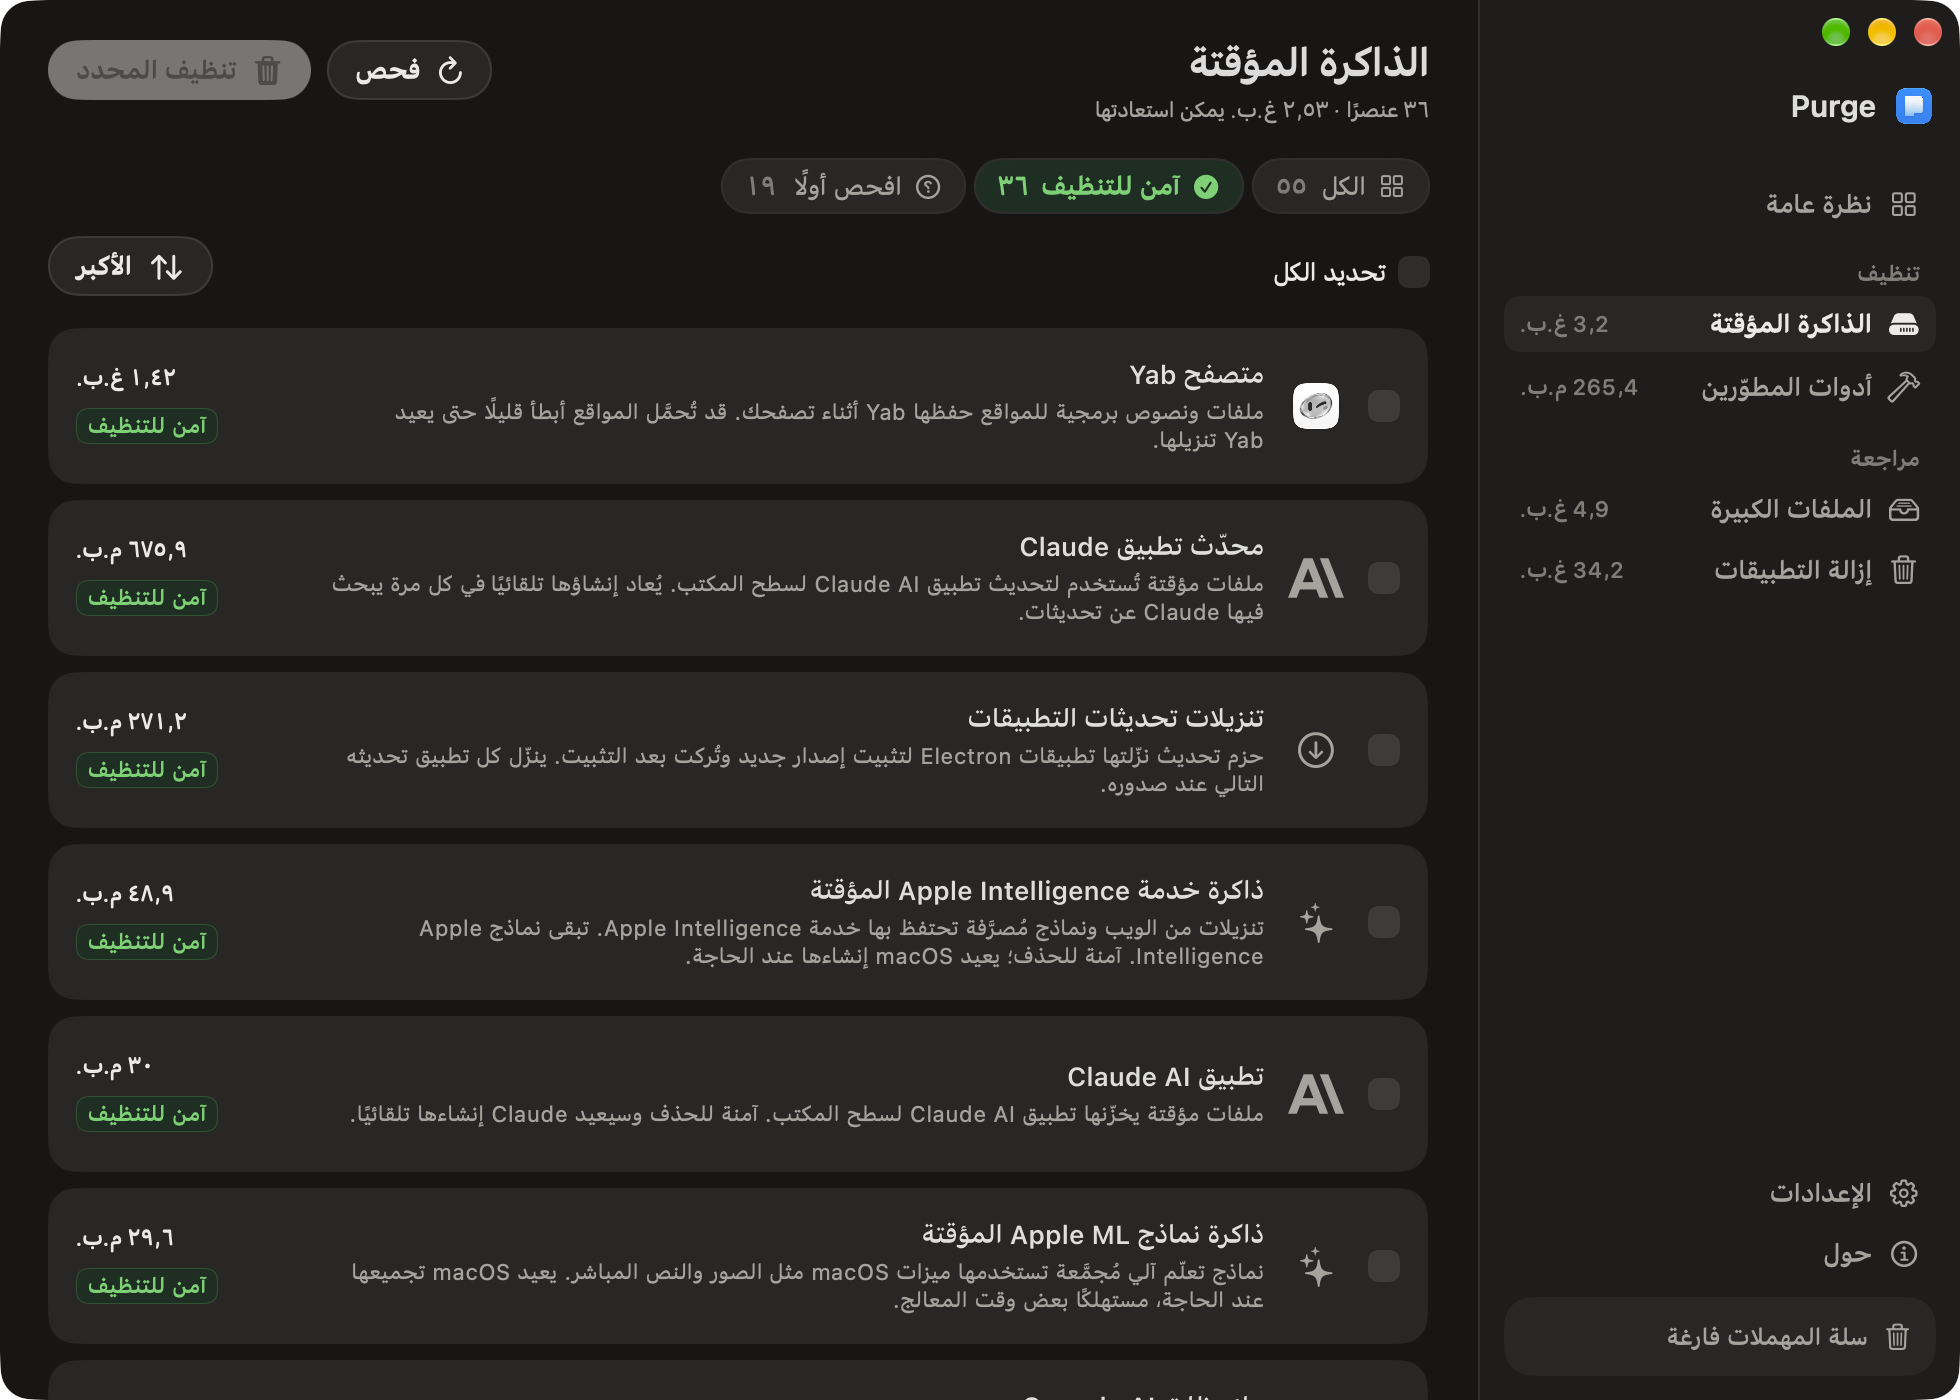 Purge
نظرة عامة
تنظيف
الذاكرة المؤقتة 3,2 غ.ب.
أدوات المطوّرين 265,4 م.ب.
مراجعة
الملفات الكبيرة 4,9 غ.ب.
إزالة التطبيقات 34,2 غ.ب.
الإعدادات
حول
سلة المهملات فارغة
الذاكرة المؤقتة
٣٦ عنصرًا · ٢,٥٣٠ غ.ب. يمكن استعادتها
فحص
تنظيف المحدد
الكل ٥٥
آمن للتنظيف ٣٦
افحص أولًا ١٩
تحديد الكل
الأكبر
متصفح Yab
ملفات ونصوص برمجية للمواقع حفظها Yab أثناء تصفحك. قد تُحمَّل المواقع أبطأ قليلًا حتى يعيد
Yab تنزيلها.
١,٤٢ غ.ب.
آمن للتنظيف
محدّث تطبيق Claude
ملفات مؤقتة تُستخدم لتحديث تطبيق Claude AI لسطح المكتب. يُعاد إنشاؤها تلقائيًا في كل مرة يبحث
فيها Claude عن تحديثات.
٦٧٥,٩ م.ب.
آمن للتنظيف
تنزيلات تحديثات التطبيقات
حزم تحديث نزّلتها تطبيقات Electron لتثبيت إصدار جديد وتُركت بعد التثبيت. ينزّل كل تطبيق تحديثه
التالي عند صدوره.
٢٧١,٢ م.ب.
آمن للتنظيف
ذاكرة خدمة Apple Intelligence المؤقتة
تنزيلات من الويب ونماذج مُصرَّفة تحتفظ بها خدمة Apple Intelligence. تبقى نماذج Apple
Intelligence. آمنة للحذف؛ يعيد macOS إنشاءها عند الحاجة.
٤٨,٩ م.ب.
آمن للتنظيف
تطبيق Claude AI
ملفات مؤقتة يخزّنها تطبيق Claude AI لسطح المكتب. آمنة للحذف وسيعيد Claude إنشاءها تلقائيًا.
٣٠ م.ب.
آمن للتنظيف
ذاكرة نماذج Apple ML المؤقتة
نماذج تعلّم آلي مُجمَّعة تستخدمها ميزات macOS مثل الصور والنص المباشر. يعيد macOS تجميعها
عند الحاجة، مستهلكًا بعض وقت المعالج.
٢٩,٦ م.ب.
آمن للتنظيف